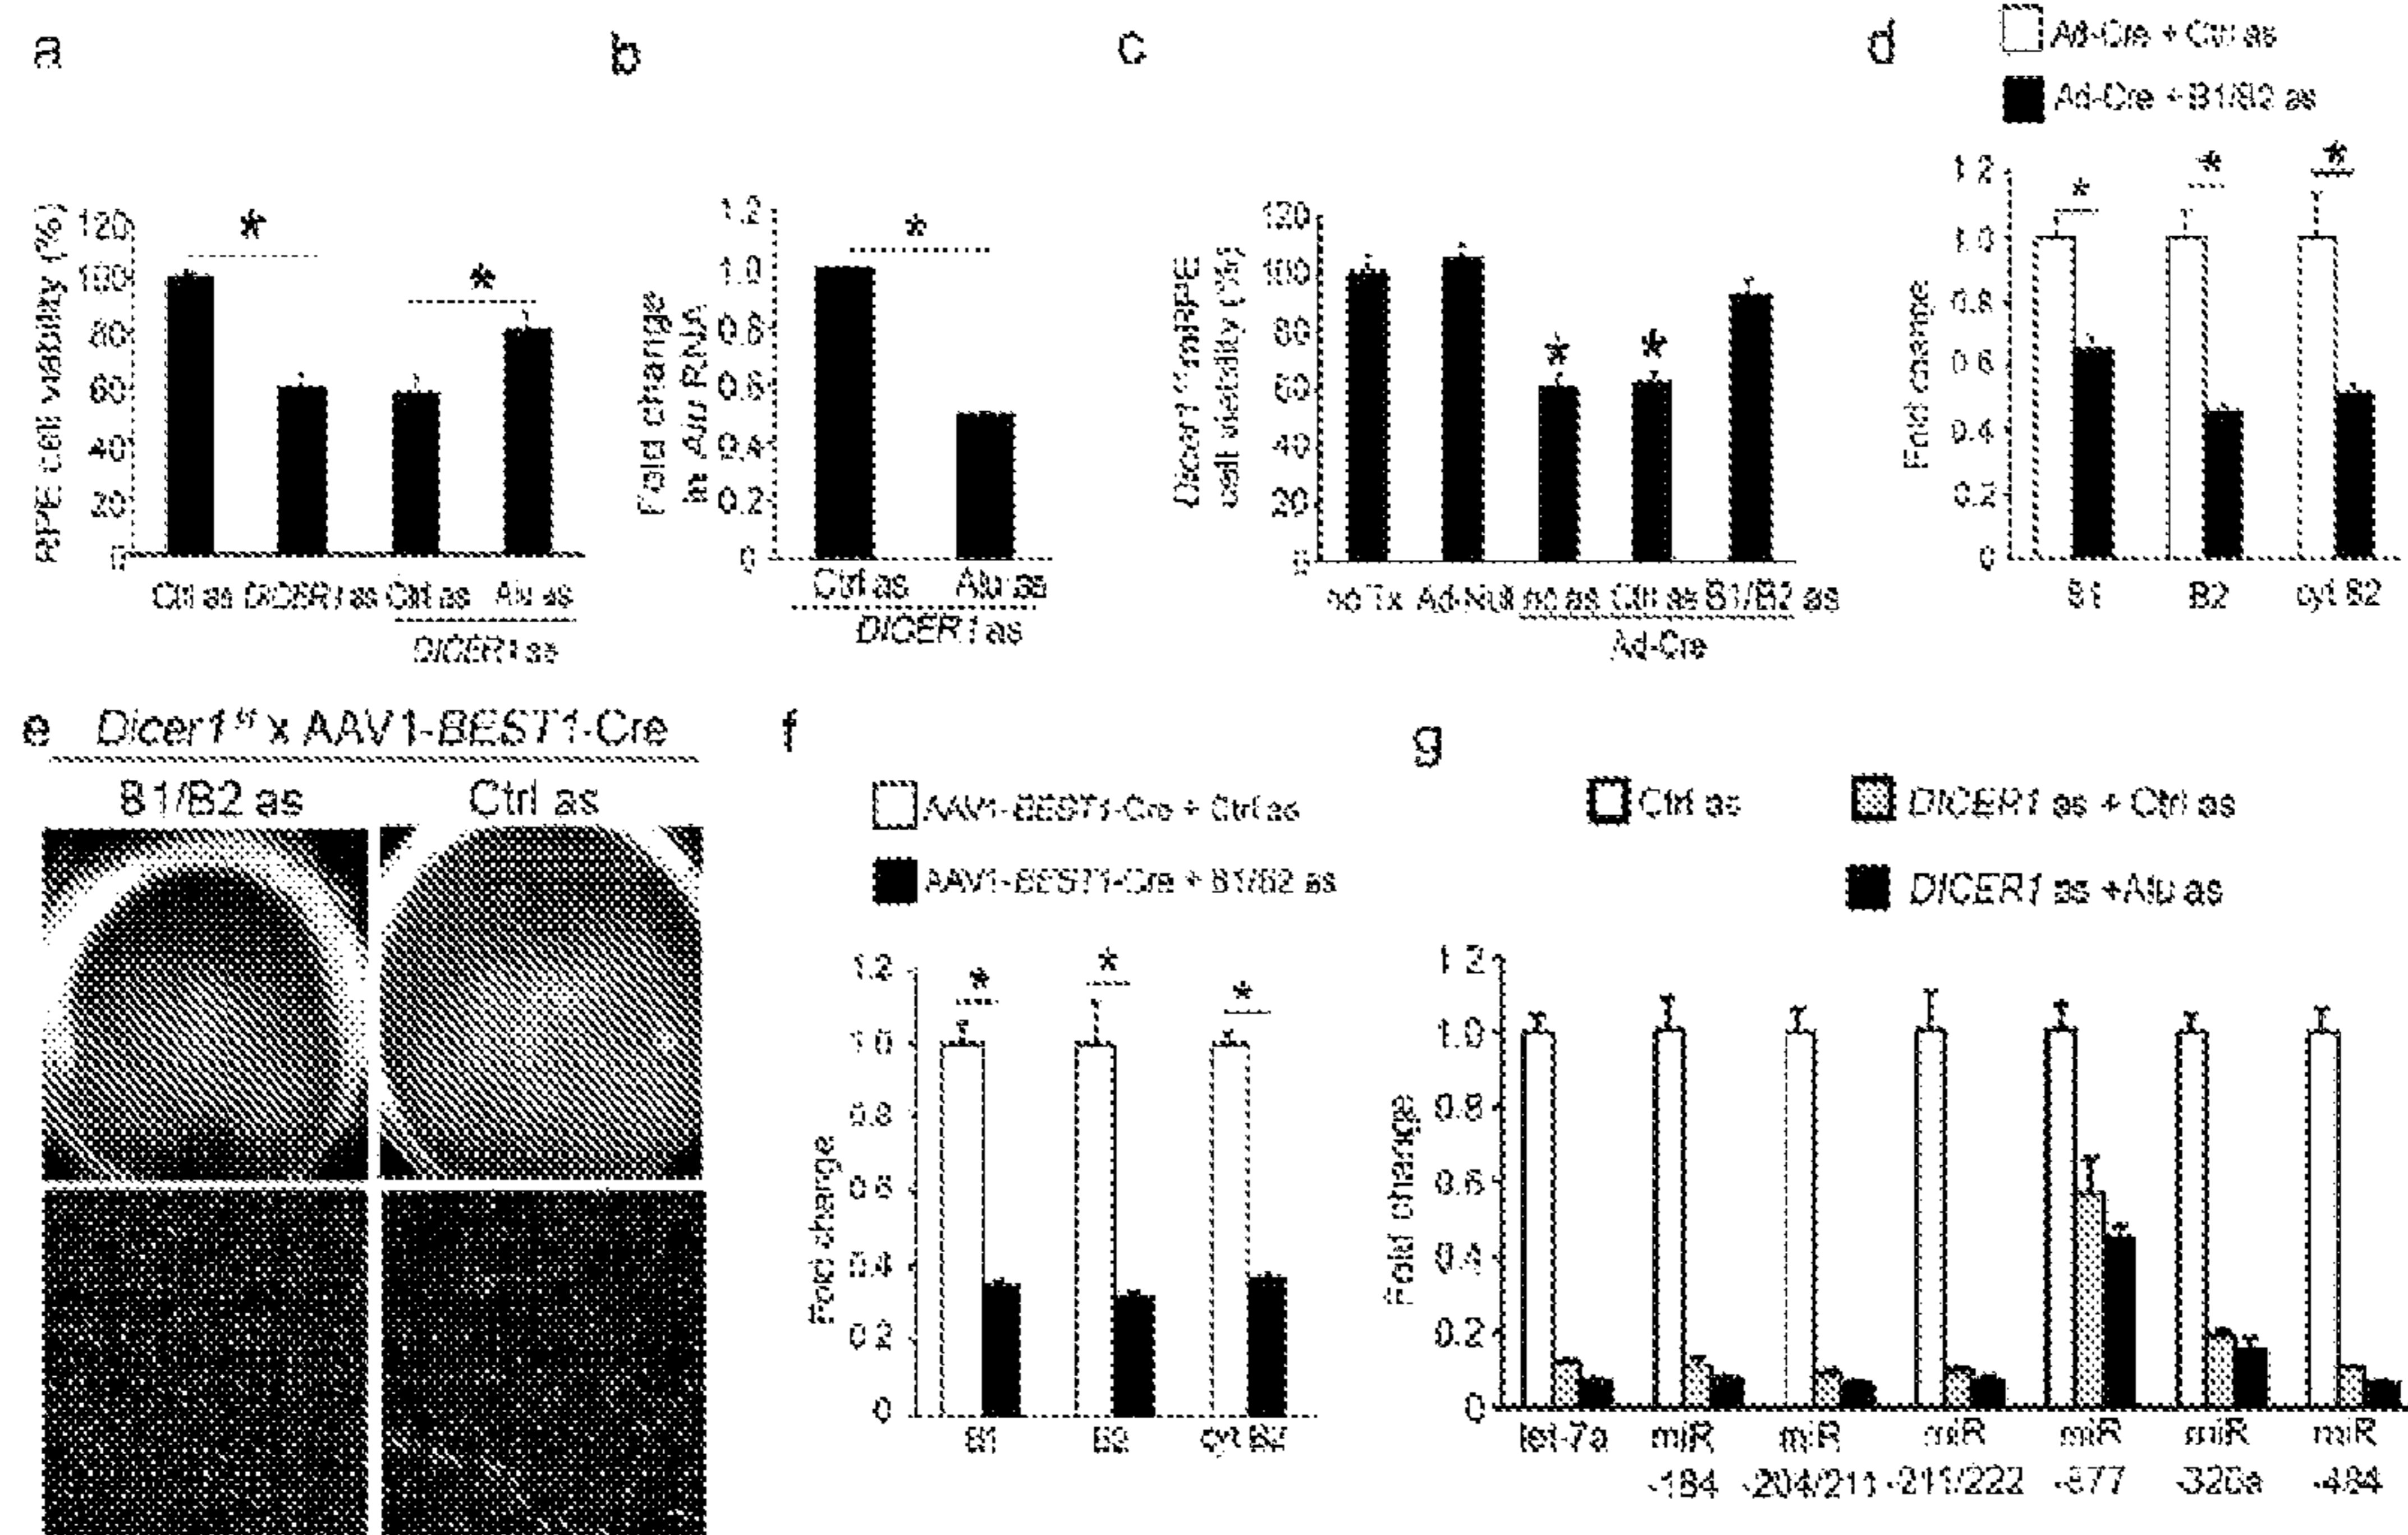 a
RPE cell viability (%)
120
100
80
60
40
20
0
*
*
Ctrl as DICER1 as Ctrl as Alu as
DICER1 as
b
Fold change
in Alu RNA
1.2
1.0
0.8
0.6
0.4
0.2
0
*
Ctrl as Alu as
DICER1 as
c
Dicer1 f/f mRPE
cell viability (%)
120
100
80
60
40
20
0
*
*
no Tx Ad-Null no as Ctrl as B1/B2 as
Ad-Cre
d
Ad-Cre + Ctrl as
Ad-Cre + B1/B2 as
Fold change
1.2
1.0
0.8
0.6
0.4
0.2
0
*
*
*
B1 B2 cyt B2
e Dicer1 f/f x AAV1-BEST1-Cre
B1/B2 as Ctrl as
f
AAV1-BEST1-Cre + Ctrl as
AAV1-BEST1-Cre + B1/B2 as
Fold change
1.2
1.0
0.8
0.6
0.4
0.2
0
*
*
*
B1 B2 cyt B2
g
Ctrl as
DICER1 as + Ctrl as
DICER1 as +Alu as
Fold change
1.2
1.0
0.8
0.6
0.4
0.2
0
let-7a miR miR miR miR miR miR
-184 -204/211 -211/222 -877 -320a -484